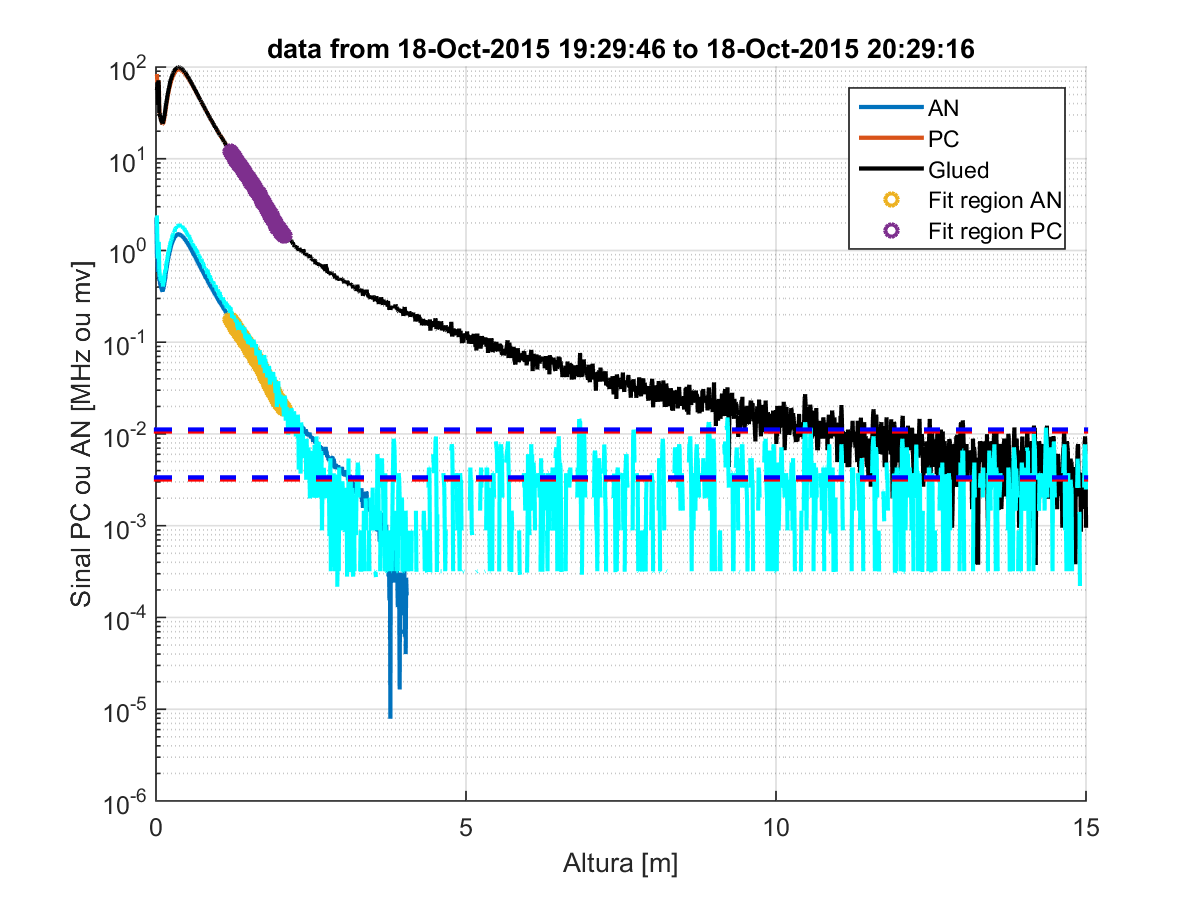 data from 18-Oct-2015 19:29:46 to 18-Oct-2015 20:29:16
AN
PC
Glued
Fit region AN
Fit region PC
Sinal PC ou AN [MHz ou mv]
10^2
10^1
10^0
10^-1
10^-2
10^-3
10^-4
10^-5
10^-6
0 5 10 15
Altura [m]